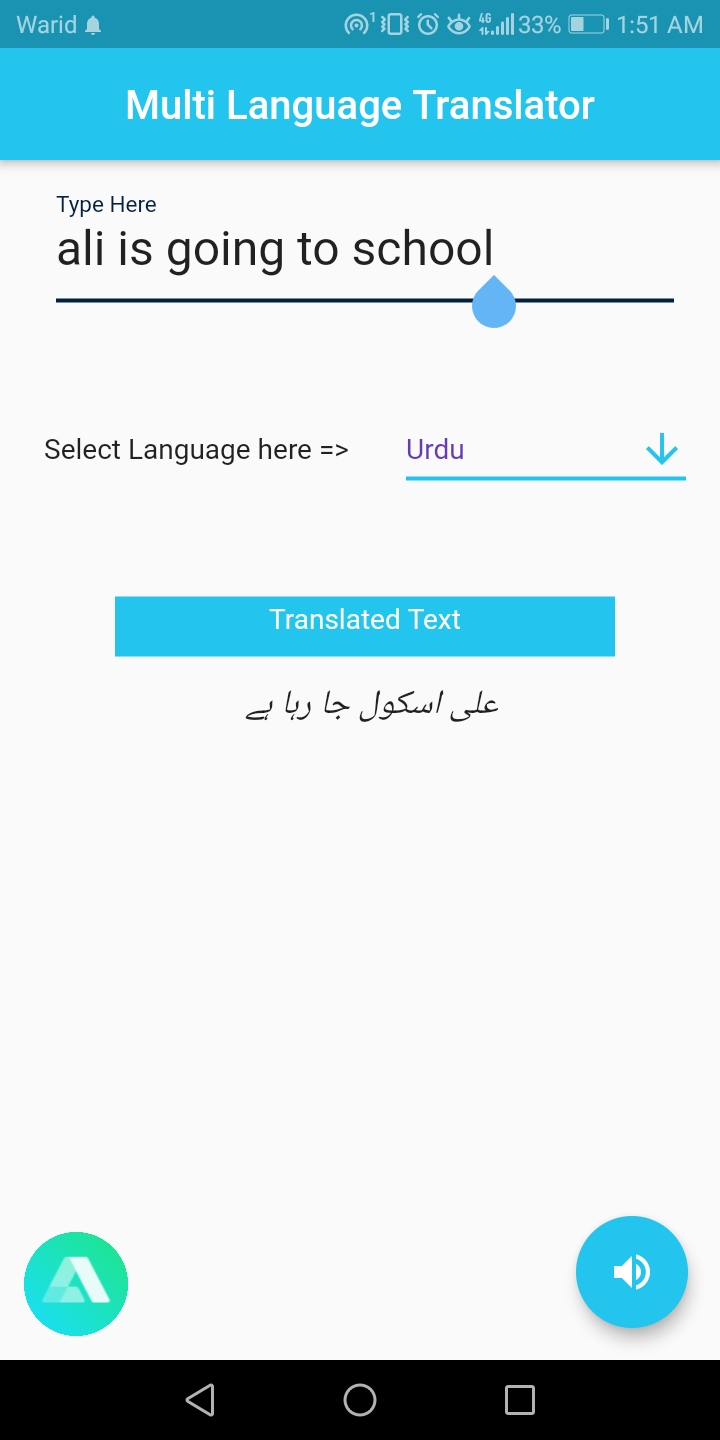 Warid 1 4G 33% 1:51 AM
Multi Language Translator
Type Here
ali is going to school
Select Language here => Urdu
Translated Text
علی اسکول جا رہا ہے